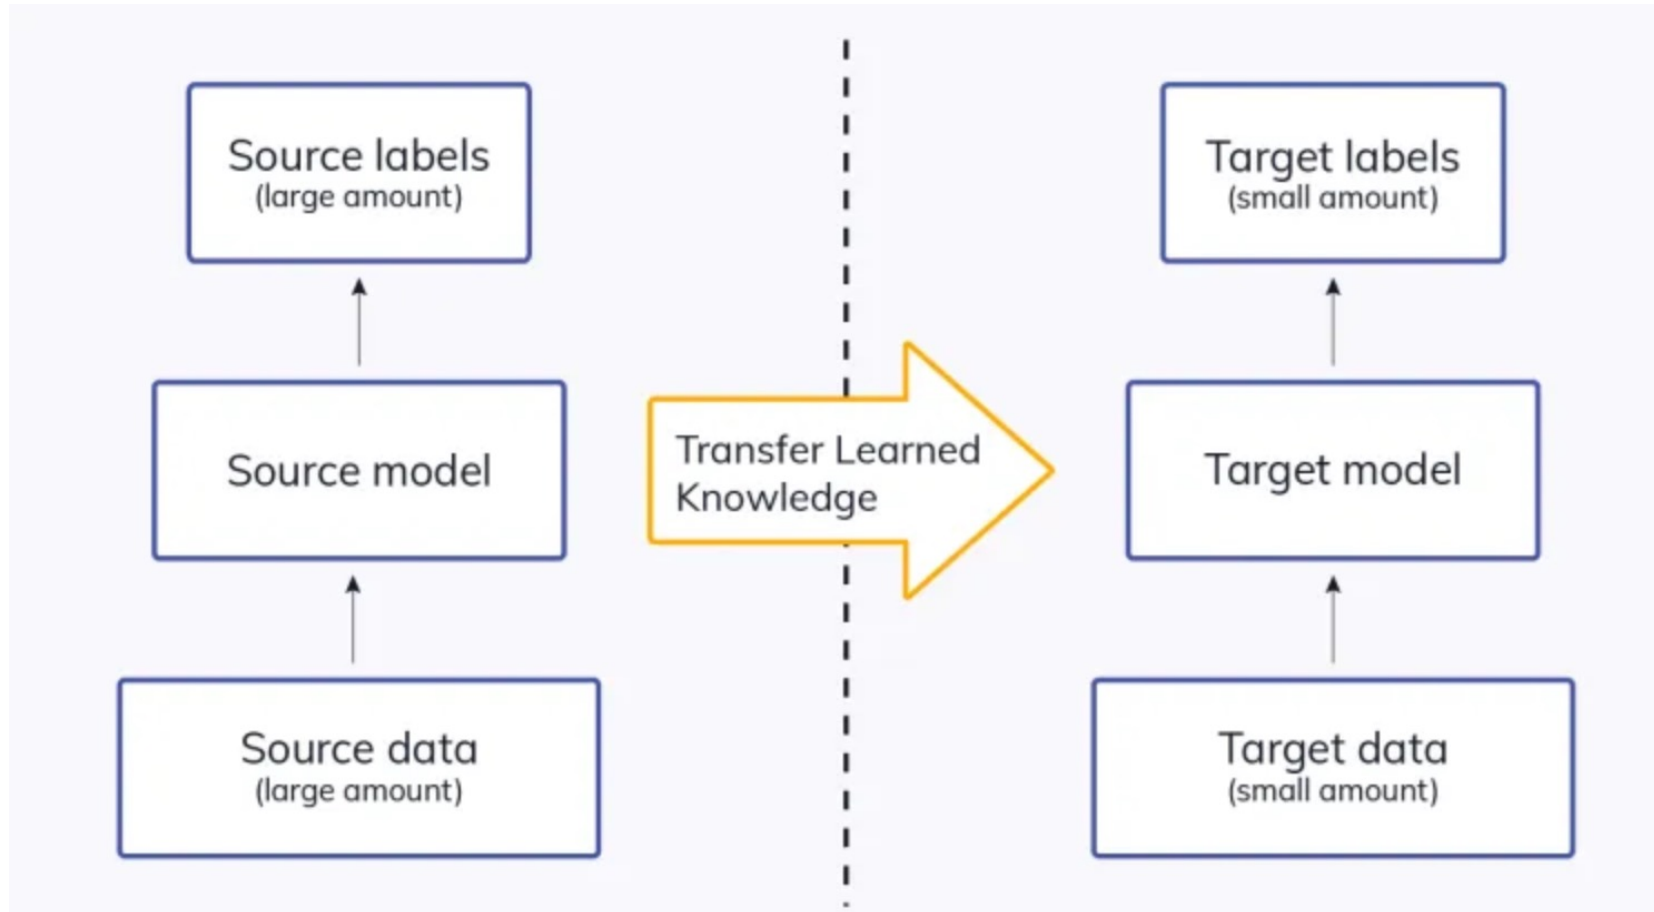 Source labels
(large amount)
Target labels
(small amount)
Source model
Transfer Learned
Knowledge
Target model
Source data
(large amount)
Target data
(small amount)